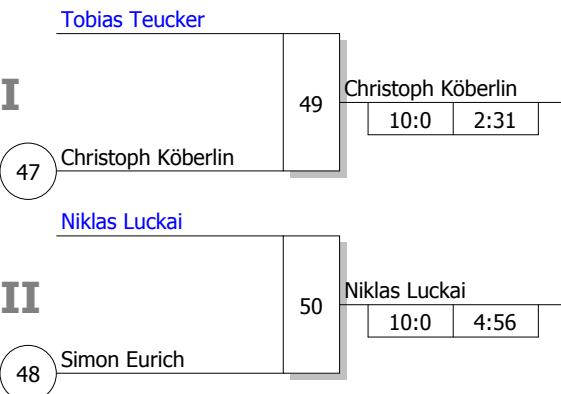 Tobias Teucker
I
49
Christoph Köberlin
10:0 2:31
47
Christoph Köberlin
Niklas Luckai
II
50
Niklas Luckai
10:0 4:56
48
Simon Eurich